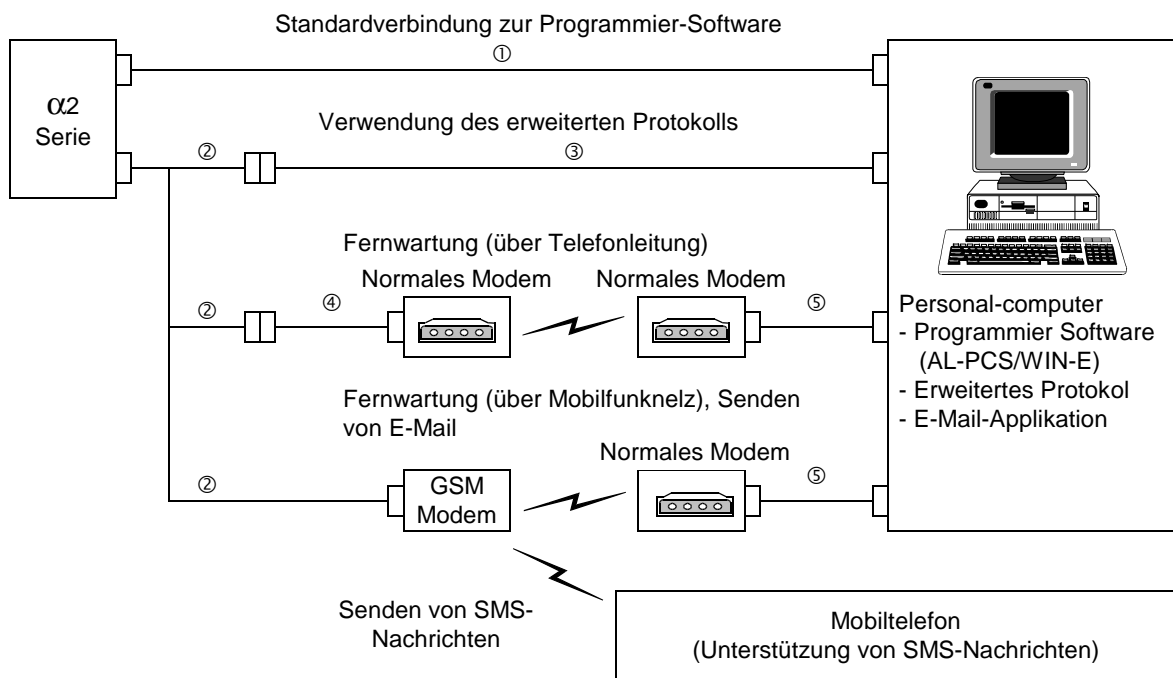 Standardverbindung zur Programmier-Software
①
α2
Serie
Verwendung des erweiterten Protokolls
②
③
Fernwartung (über Telefonleitung)
Normales Modem
Normales Modem
②
④
⑤
Personal-computer
- Programmier Software
(AL-PCS/WIN-E)
- Erweitertes Protokol
- E-Mail-Applikation
Fernwartung (über Mobilfunknelz), Senden
von E-Mail
Normales Modem
②
GSM
Modem
⑤
Senden von SMS-
Nachrichten
Mobiltelefon
(Unterstützung von SMS-Nachrichten)